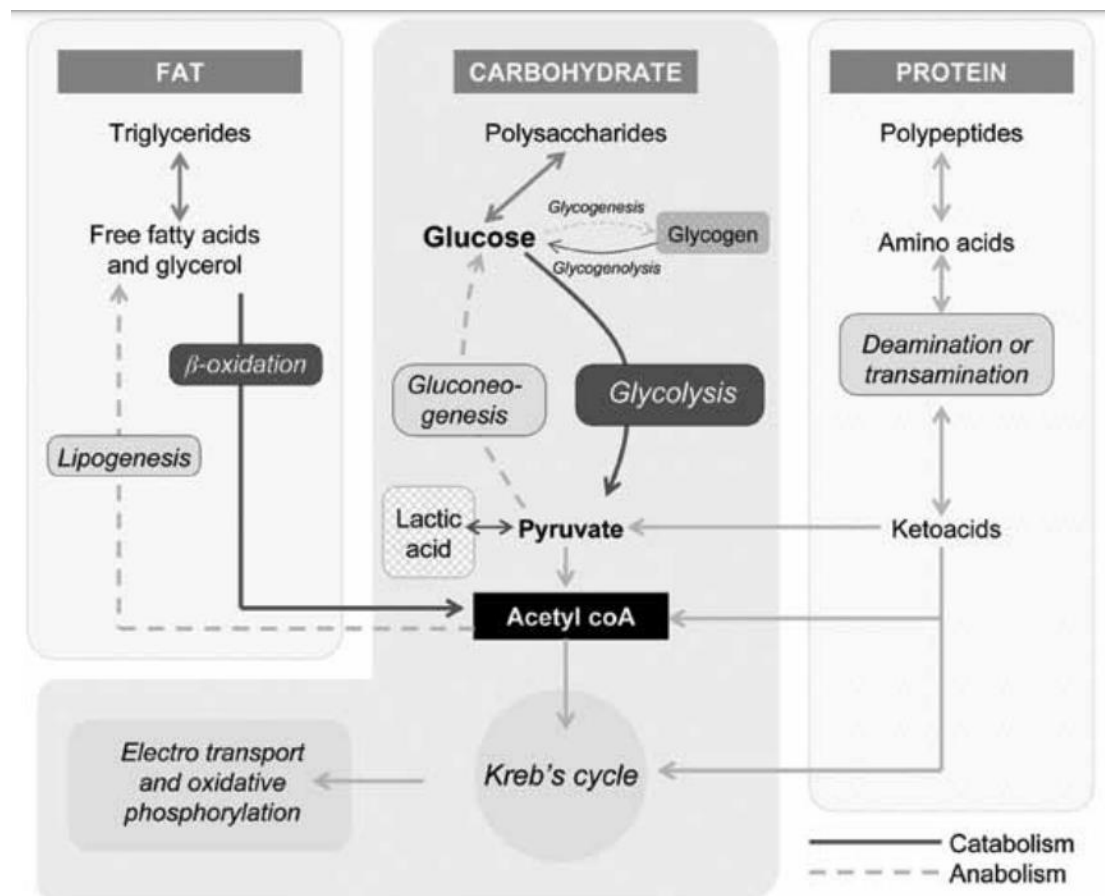 FAT
Triglycerides
Free fatty acids
and glycerol
β-oxidation
Lipogenesis
CARBOHYDRATE
Polysaccharides
Glycogenesis
Glucose
Glycogen
Glycogenolysis
Gluconeo-
genesis
Glycolysis
Lactic
acid
Pyruvate
Acetyl coA
Kreb's cycle
Electro transport
and oxidative
phosphorylation
PROTEIN
Polypeptides
Amino acids
Deamination or
transamination
Ketoacids
Catabolism
Anabolism